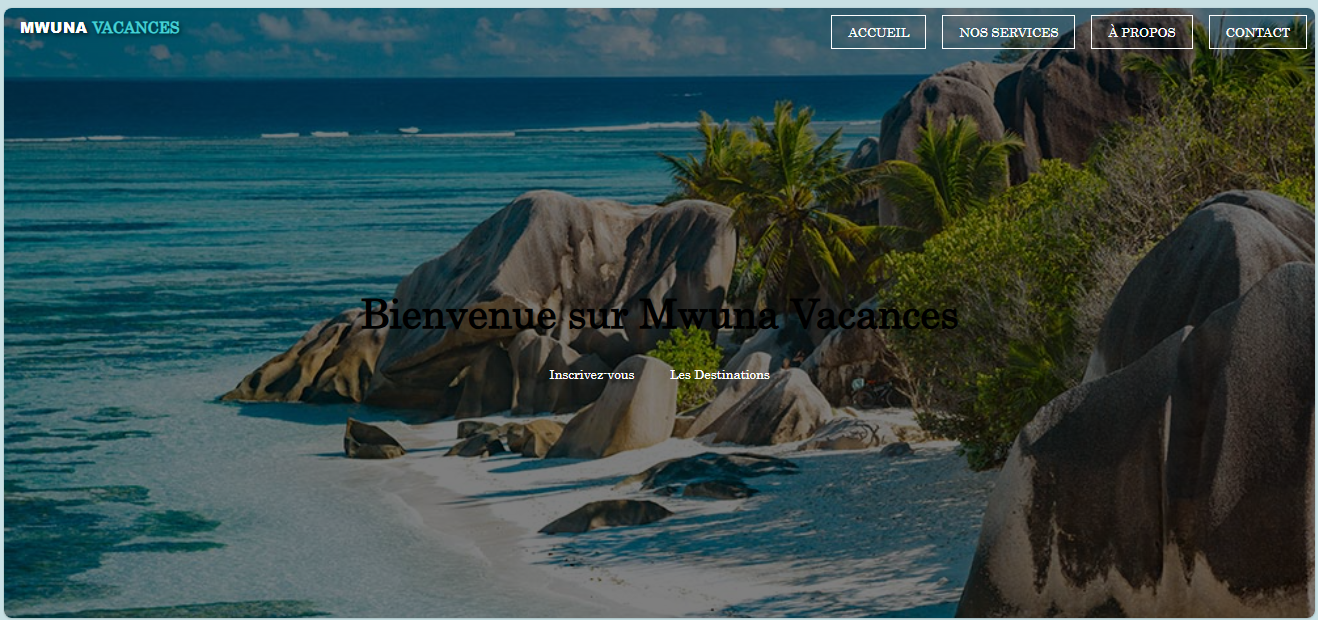 MWUNA VACANCES
ACCUEIL
NOS SERVICES
À PROPOS
CONTACT
Bienvenue sur Mwuna Vacances
Inscrivez-vous
Les Destinations